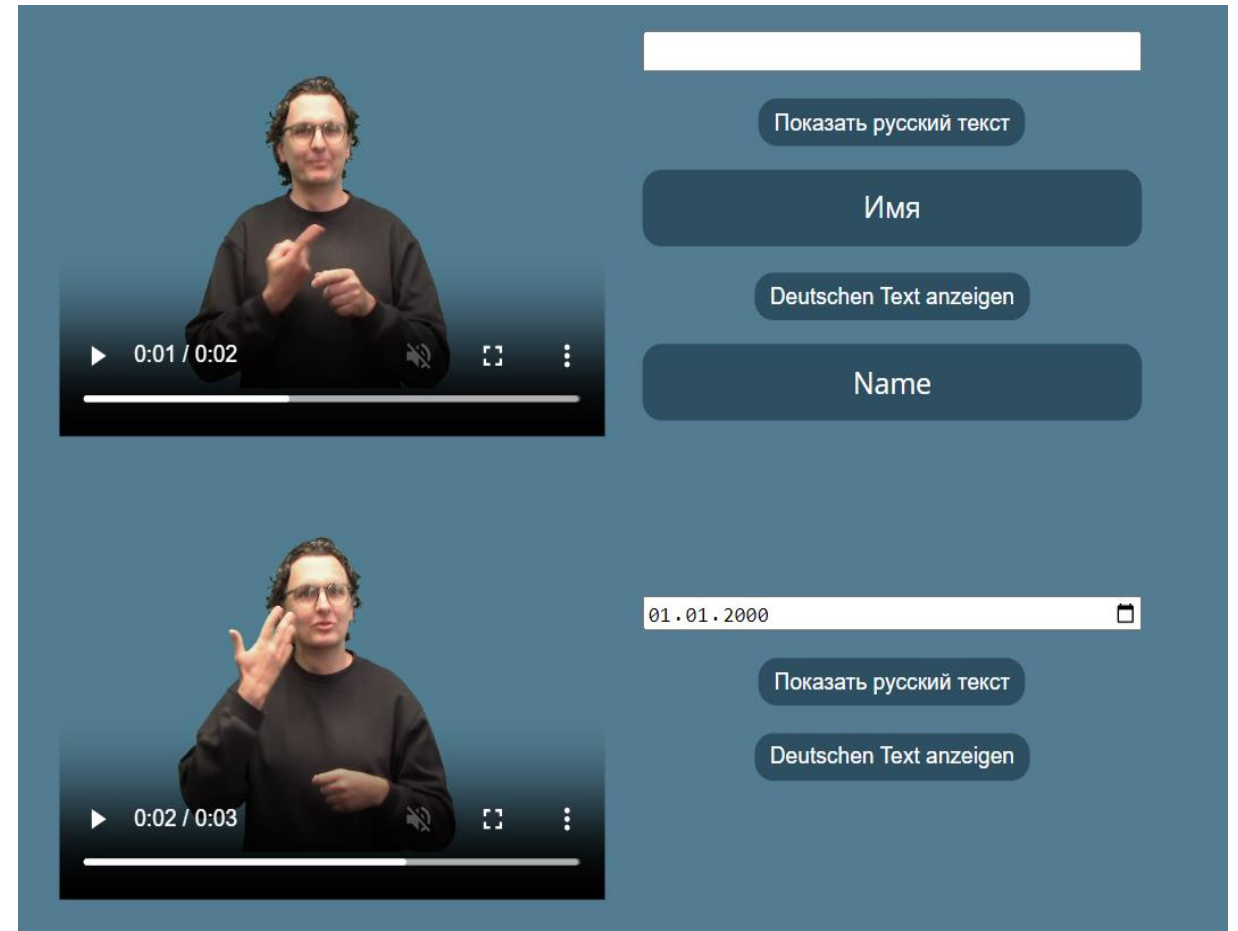 Показать русский текст
Имя
Deutschen Text anzeigen
0:01 / 0:02
Name
01.01.2000
Показать русский текст
Deutschen Text anzeigen
0:02 / 0:03